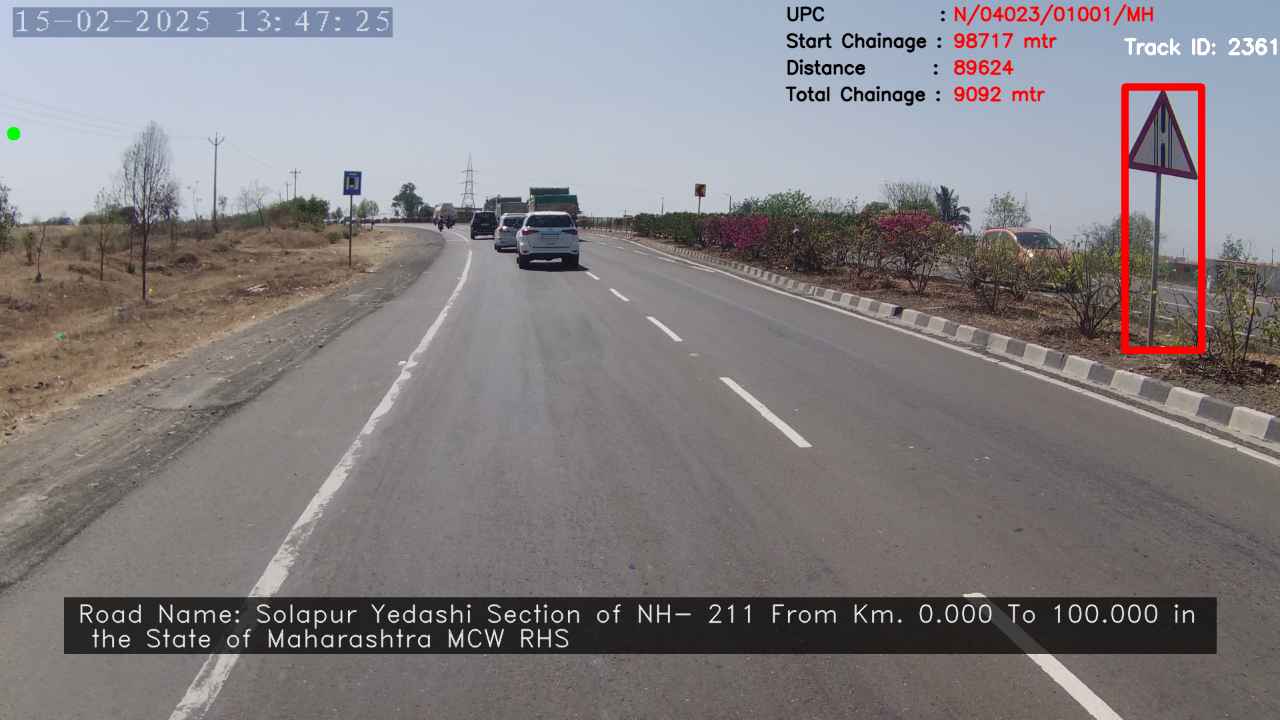 15-02-2025 13:47:25
UPC : N/04023/01001/MH
Start Chainage : 98717 mtr
Track ID: 2361
Distance : 89624
Total Chainage : 9092 mtr
Road Name: Solapur Yedashi Section of NH- 211 From Km. 0.000 To 100.000 in
the State of Maharashtra MCW RHS